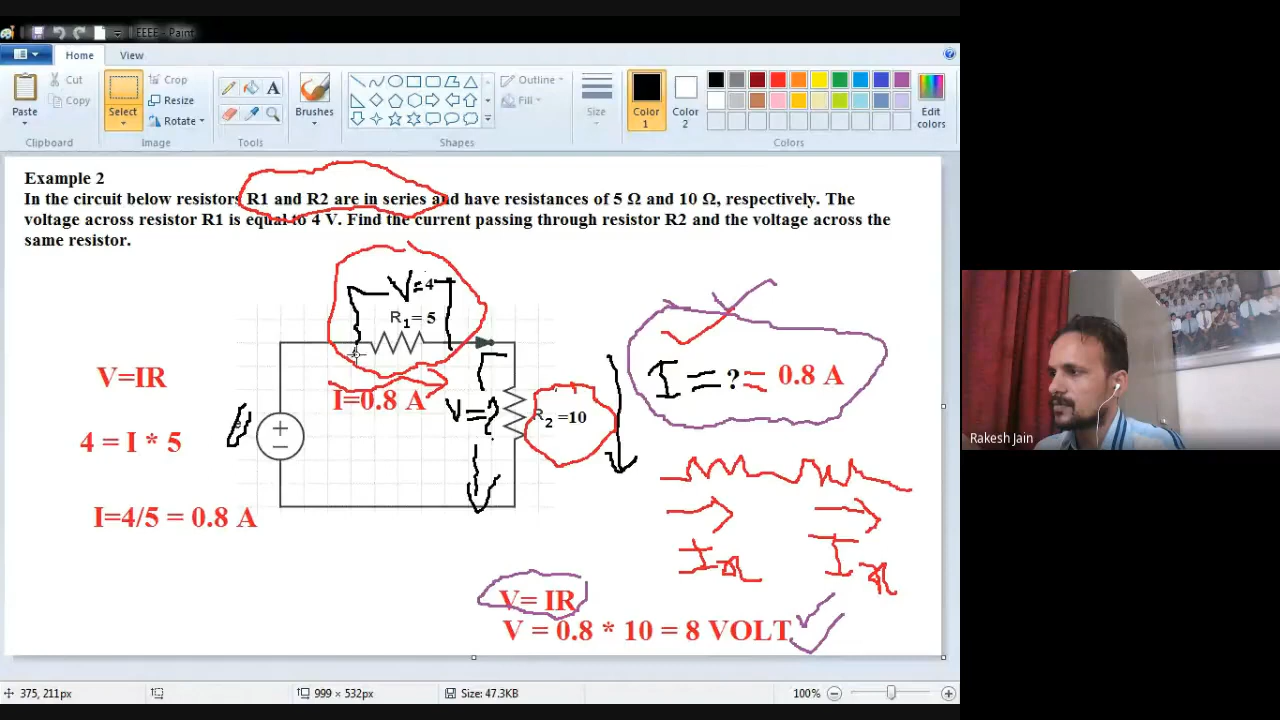 EEEE - Paint
Home View
Paste
Cut
Copy
Clipboard
Select
Crop
Resize
Rotate
Image
A
Tools
Brushes
Outline
Fill
Shapes
Size
Color 1
Color 2
Edit colors
Colors
Example 2
In the circuit below resistors R1 and R2 are in series and have resistances of 5 Ω and 10 Ω, respectively. The
voltage across resistor R1 is equal to 4 V. Find the current passing through resistor R2 and the voltage across the
same resistor.
V=4
R1= 5
V=IR
I=0.8 A
I = ? = 0.8 A
V=?
R2 =10
4 = I * 5
+
−
I=4/5 = 0.8 A
V= IR
V = 0.8 * 10 = 8 VOLT
Rakesh Jain
375, 211px
999 × 532px
Size: 47.3KB
100%